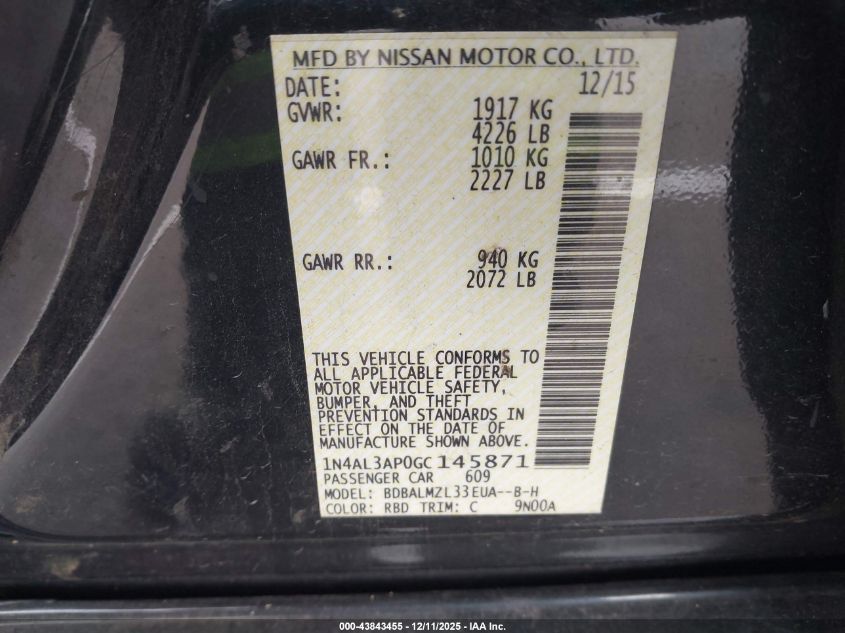 MFD BY NISSAN MOTOR CO., LTD.
DATE: 12/15
GVWR: 1917 KG
4226 LB
GAWR FR.: 1010 KG
2227 LB
GAWR RR.: 940 KG
2072 LB
THIS VEHICLE CONFORMS TO
ALL APPLICABLE FEDERAL
MOTOR VEHICLE SAFETY,
BUMPER, AND THEFT
PREVENTION STANDARDS IN
EFFECT ON THE DATE OF
MANUFACTURE SHOWN ABOVE.
1N4AL3AP0GC145871
PASSENGER CAR 609
MODEL: BDBALMZL33EUA--B-H
COLOR: RBD TRIM: C 9N00A
000-43843455 - 12/11/2025 - IAA Inc.